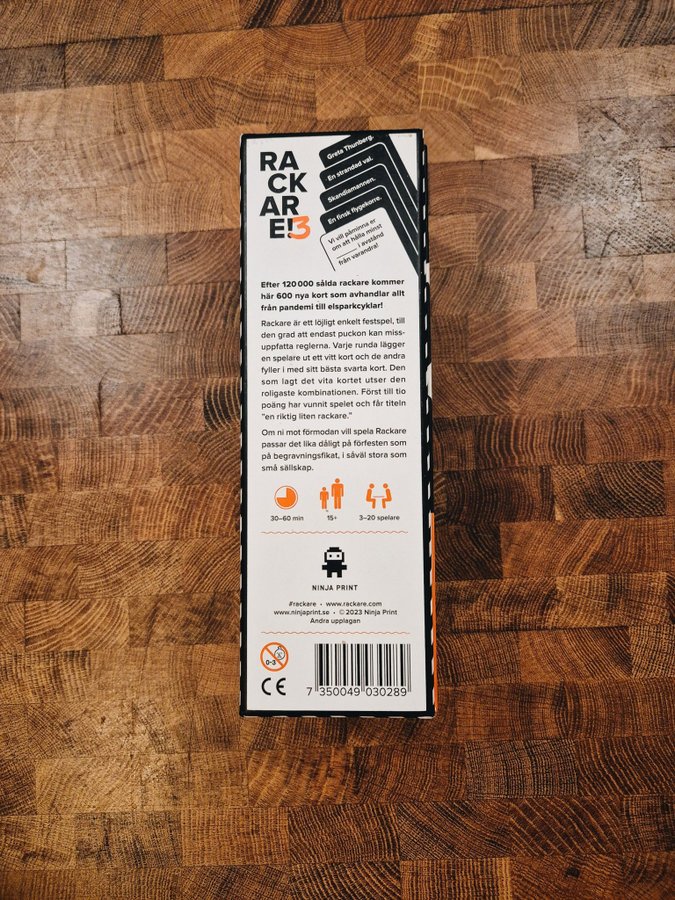 RA
CK
AR
E!3
Greta Thunberg.
En strandad val.
Skandiamannen.
En finsk flygekorre.
Vi vill påminna er
om att hålla minst
______ i avstånd
från varandra!
Efter 120 000 sålda rackare kommer
här 600 nya kort som avhandlar allt
från pandemi till elsparkcyklar!
Rackare är ett löjligt enkelt festspel, till
den grad att endast puckon kan miss-
uppfatta reglerna. Varje runda lägger
en spelare ut ett vitt kort och de andra
fyller i med sitt bästa svarta kort. Den
som lagt det vita kortet utser den
roligaste kombinationen. Först till tio
poäng har vunnit spelet och får titeln
"en riktig liten rackare."
Om ni mot förmodan vill spela Rackare
passar det lika dåligt på förfesten som
på begravningsfikat, i såväl stora som
små sällskap.
30–60 min 15+ 3–20 spelare
NINJA PRINT
#rackare • www.rackare.com
www.ninjaprint.se • © 2023 Ninja Print
Andra upplagan
0-3
CE
7 350049 030289